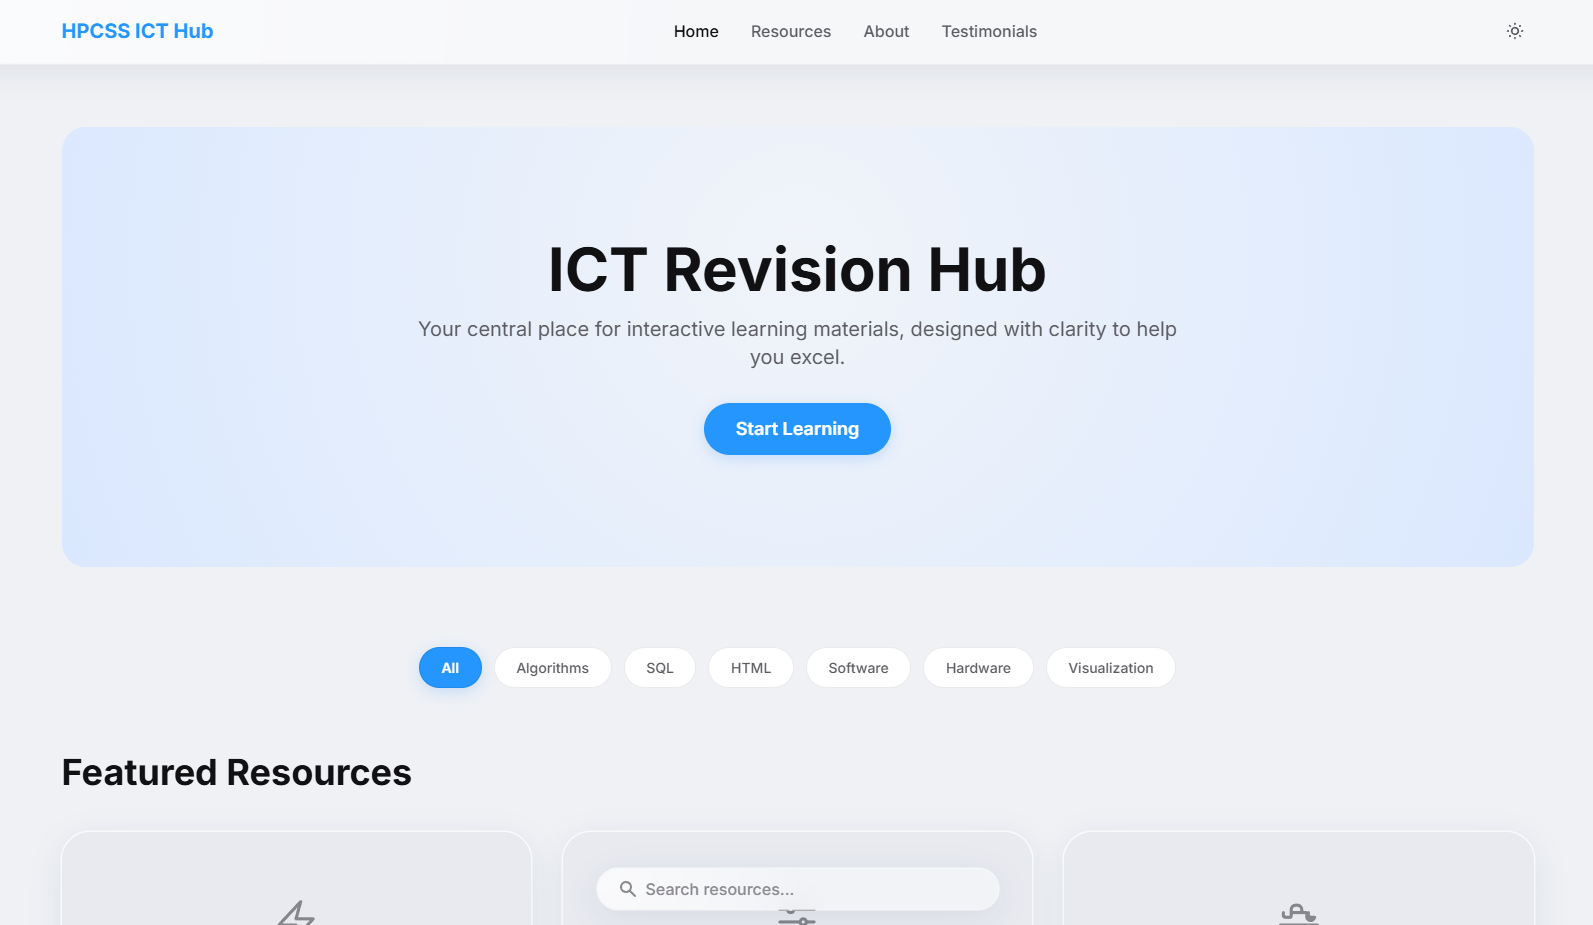 HPCSS ICT Hub
Home
Resources
About
Testimonials
ICT Revision Hub
Your central place for interactive learning materials, designed with clarity to help
you excel.
Start Learning
All
Algorithms
SQL
HTML
Software
Hardware
Visualization
Featured Resources
Search resources...